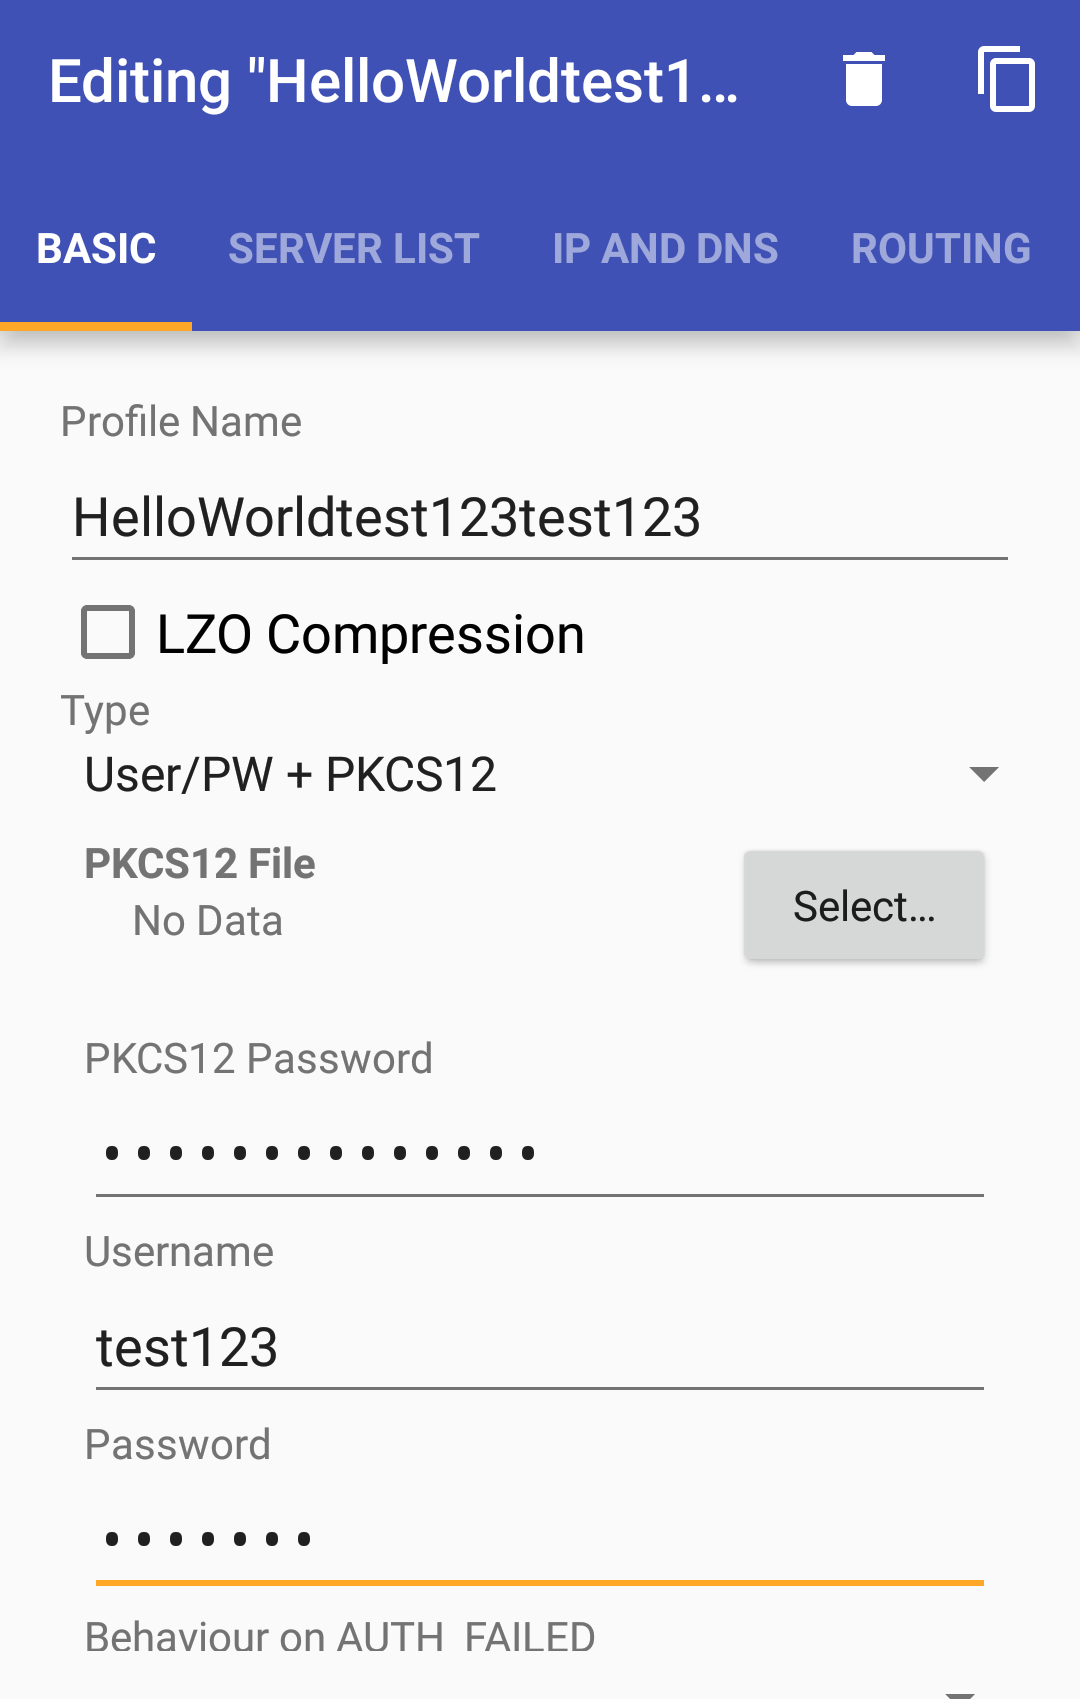 Editing "HelloWorldtest1...
BASIC SERVER LIST IP AND DNS ROUTING
Profile Name
HelloWorldtest123test123
LZO Compression
Type
User/PW + PKCS12
PKCS12 File
No Data
Select...
PKCS12 Password
••••••••••••••
Username
test123
Password
•••••••
Behaviour on AUTH_FAILED